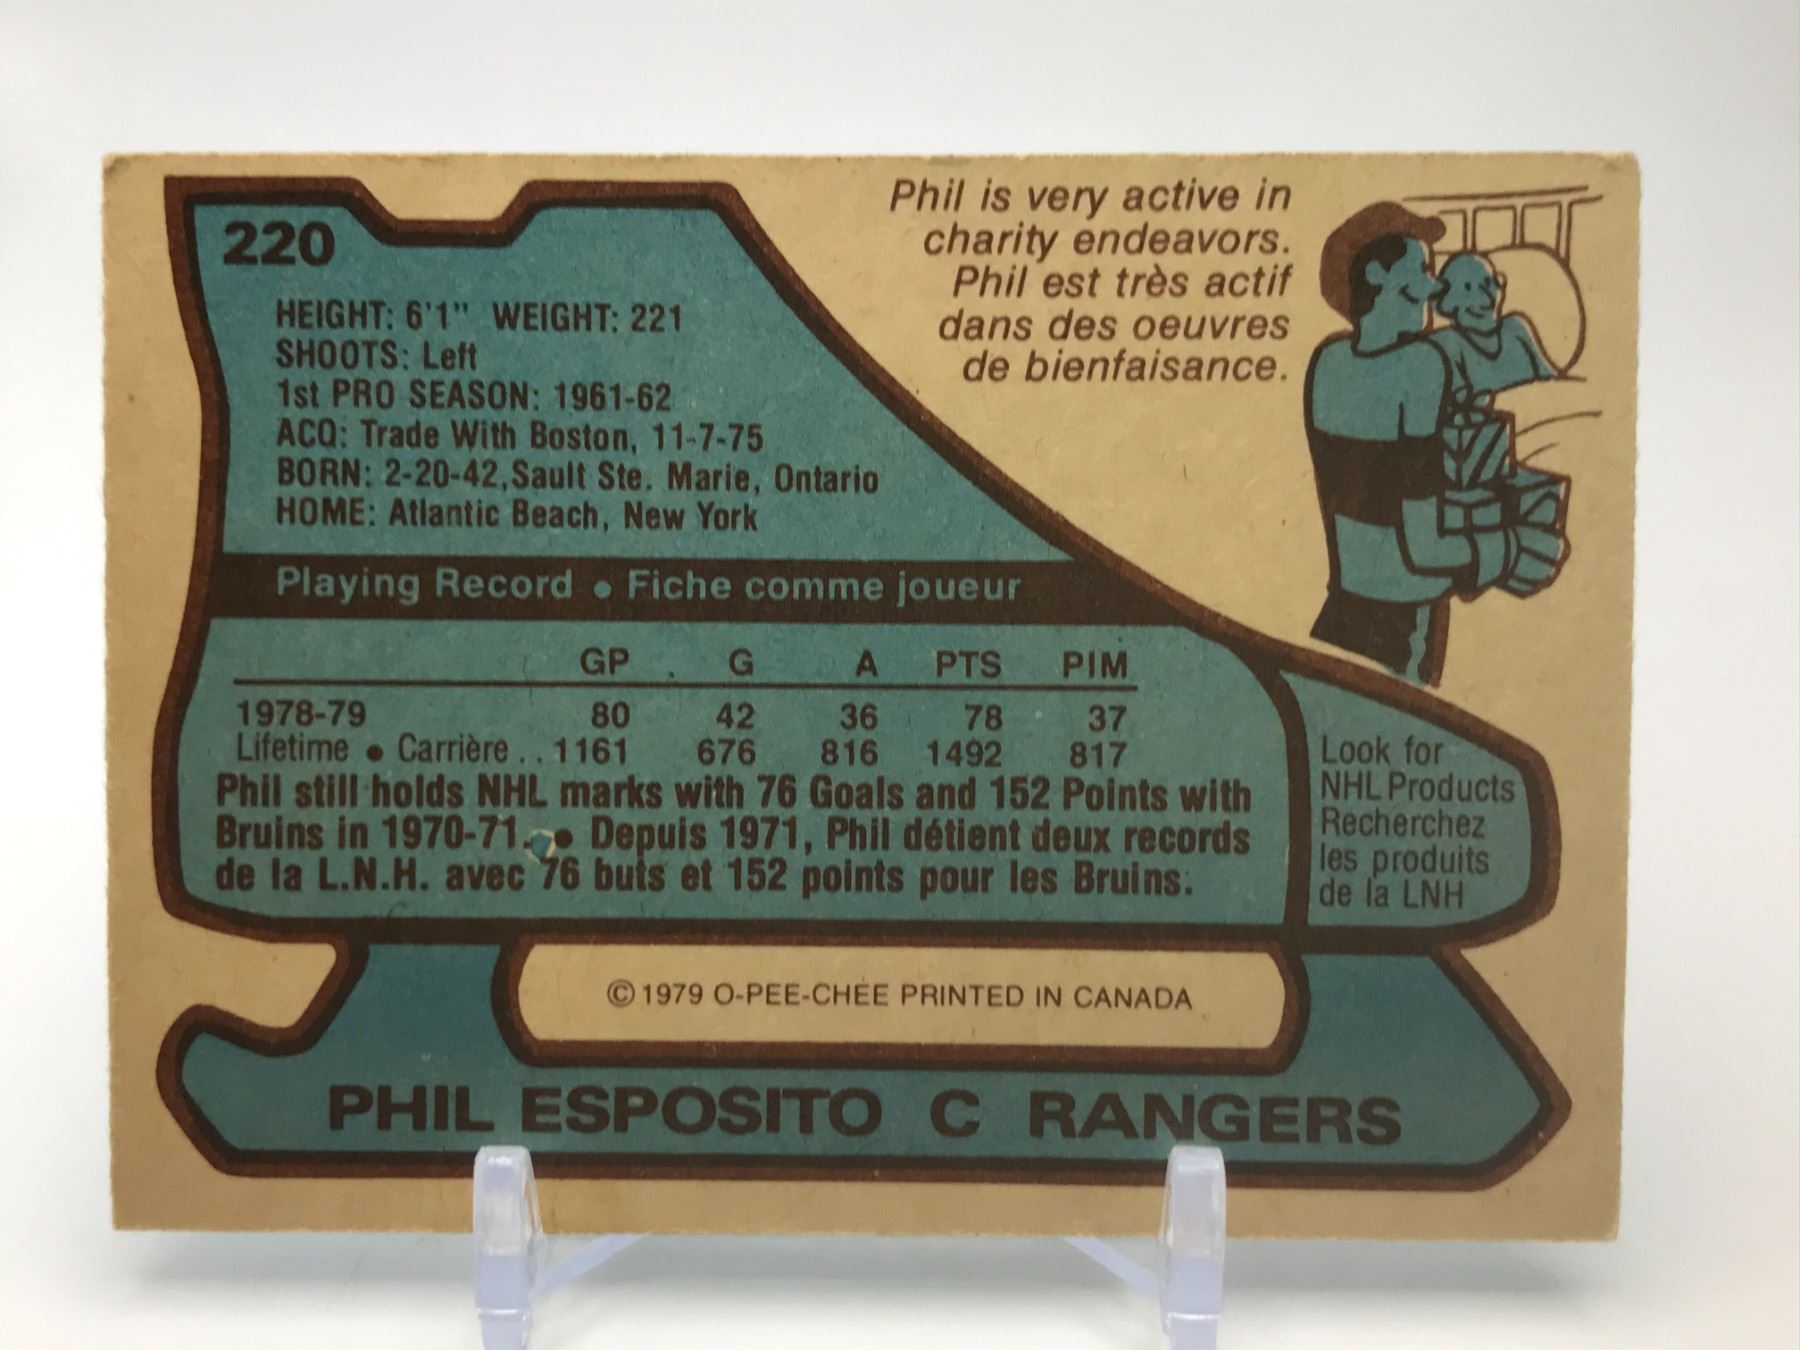 220
HEIGHT: 6'1" WEIGHT: 221
SHOOTS: Left
1st PRO SEASON: 1961-62
ACQ: Trade With Boston, 11-7-75
BORN: 2-20-42, Sault Ste. Marie, Ontario
HOME: Atlantic Beach, New York
Phil is very active in
charity endeavors.
Phil est très actif
dans des oeuvres
de bienfaisance.
Playing Record • Fiche comme joueur
GP G A PTS PIM
1978-79 80 42 36 78 37
Lifetime • Carrière .. 1161 676 816 1492 817
Phil still holds NHL marks with 76 Goals and 152 Points with
Bruins in 1970-71. • Depuis 1971, Phil détient deux records
de la L.N.H. avec 76 buts et 152 points pour les Bruins.
Look for
NHL Products
Recherchez
les produits
de la LNH
© 1979 O-PEE-CHEE PRINTED IN CANADA
PHIL ESPOSITO C RANGERS